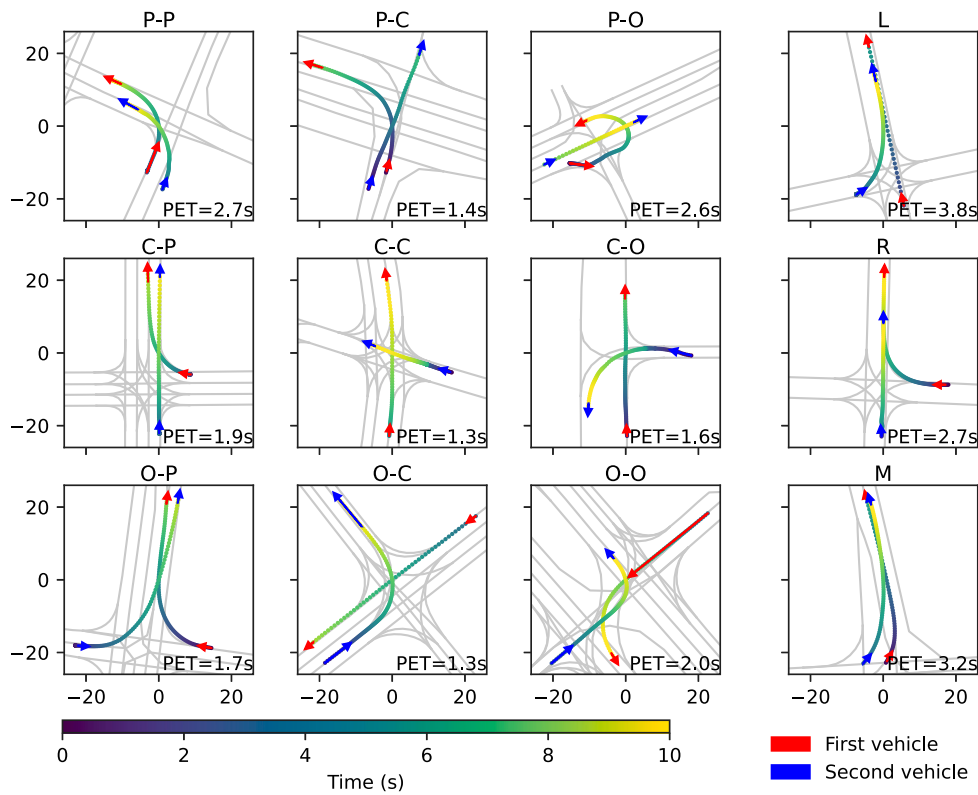 P-P P-C P-O L
20
0
−20
PET=2.7s PET=1.4s PET=2.6s PET=3.8s
C-P C-C C-O R
20
0
−20
PET=1.9s PET=1.3s PET=1.6s PET=2.7s
O-P O-C O-O M
20
0
−20
PET=1.7s PET=1.3s PET=2.0s PET=3.2s
−20 0 20 −20 0 20 −20 0 20 −20 0 20
0 2 4 6 8 10
Time (s)
First vehicle
Second vehicle